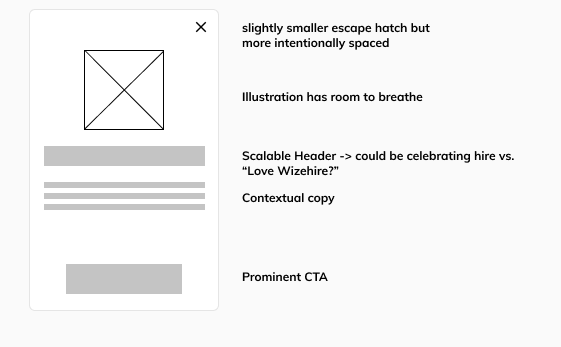 slightly smaller escape hatch but
more intentionally spaced
Illustration has room to breathe
Scalable Header -> could be celebrating hire vs.
“Love Wizehire?”
Contextual copy
Prominent CTA